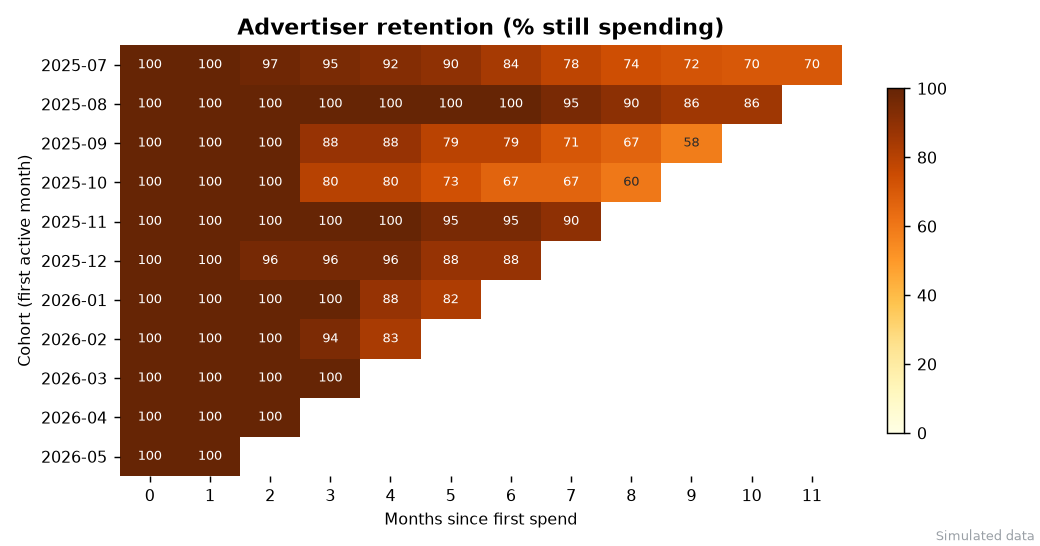 Advertiser retention (% still spending)
Cohort (first active month)
2025-07 100 100 97 95 92 90 84 78 74 72 70 70
2025-08 100 100 100 100 100 100 100 95 90 86 86
2025-09 100 100 100 88 88 79 79 71 67 58
2025-10 100 100 100 80 80 73 67 67 60
2025-11 100 100 100 100 100 95 95 90
2025-12 100 100 96 96 96 88 88
2026-01 100 100 100 100 88 82
2026-02 100 100 100 94 83
2026-03 100 100 100 100
2026-04 100 100 100
2026-05 100 100
0 1 2 3 4 5 6 7 8 9 10 11
Months since first spend
100
80
60
40
20
0
Simulated data